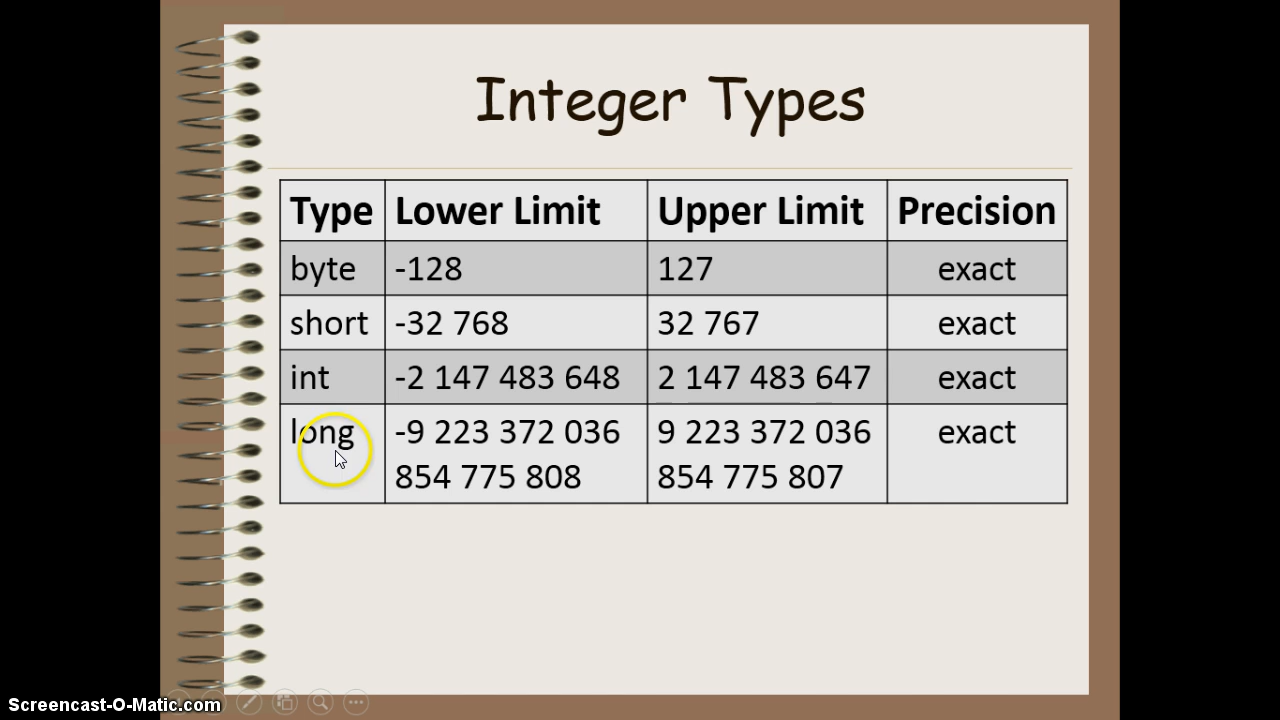 Integer Types
Type Lower Limit Upper Limit Precision
byte -128 127 exact
short -32 768 32 767 exact
int -2 147 483 648 2 147 483 647 exact
long -9 223 372 036 9 223 372 036 exact
854 775 808 854 775 807
Screencast-O-Matic.com